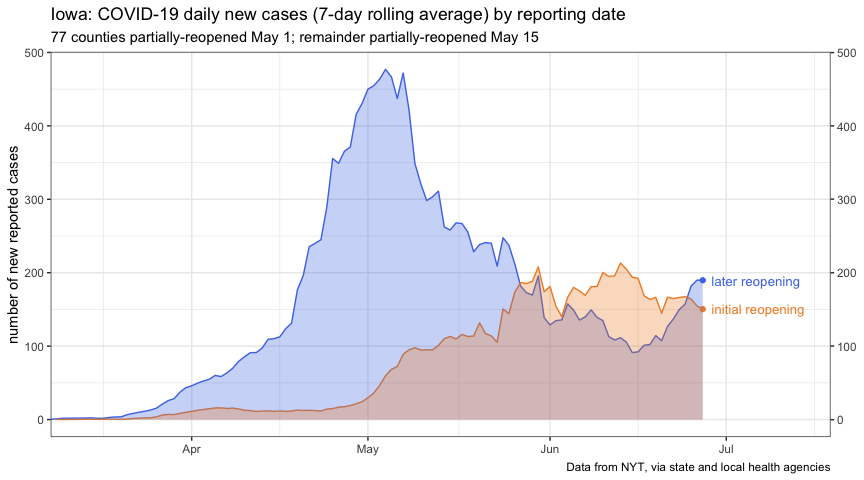 Iowa: COVID-19 daily new cases (7-day rolling average) by reporting date
77 counties partially-reopened May 1; remainder partially-reopened May 15
number of new reported cases
500
400
300
200
100
0
500
400
300
200
100
0
later reopening
initial reopening
Apr
May
Jun
Jul
Data from NYT, via state and local health agencies